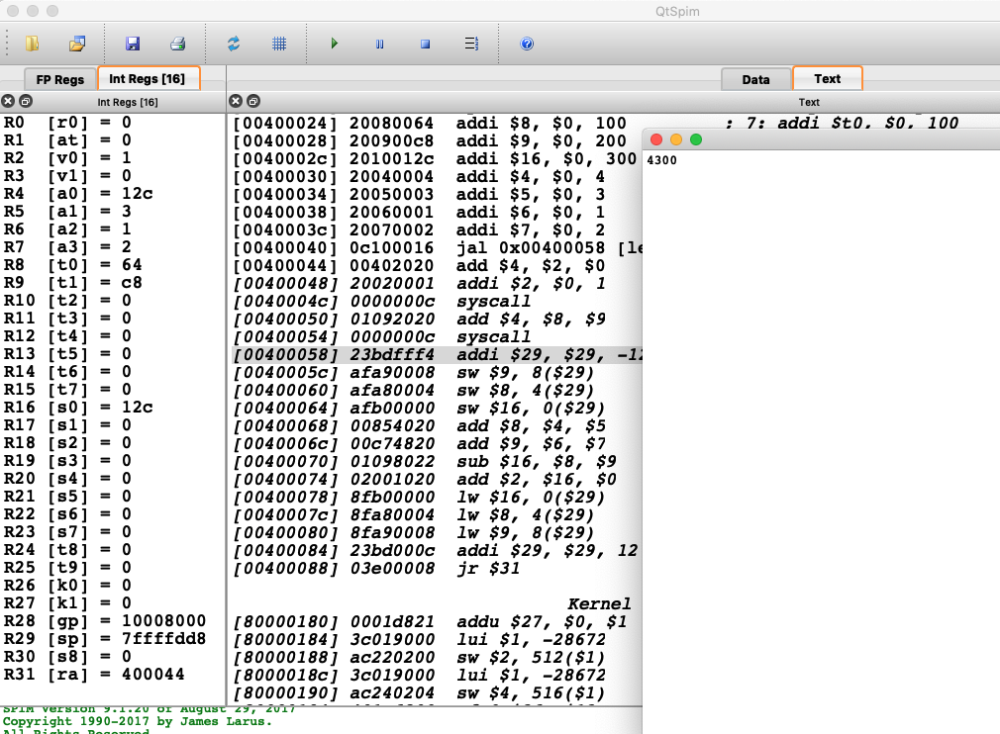 QtSpim
FP Regs
Int Regs [16]
Data
Text
Int Regs [16]
Text
R0 [r0] = 0
R1 [at] = 0
R2 [v0] = 1
R3 [v1] = 0
R4 [a0] = 12c
R5 [a1] = 3
R6 [a2] = 1
R7 [a3] = 2
R8 [t0] = 64
R9 [t1] = c8
R10 [t2] = 0
R11 [t3] = 0
R12 [t4] = 0
R13 [t5] = 0
R14 [t6] = 0
R15 [t7] = 0
R16 [s0] = 12c
R17 [s1] = 0
R18 [s2] = 0
R19 [s3] = 0
R20 [s4] = 0
R21 [s5] = 0
R22 [s6] = 0
R23 [s7] = 0
R24 [t8] = 0
R25 [t9] = 0
R26 [k0] = 0
R27 [k1] = 0
R28 [gp] = 10008000
R29 [sp] = 7ffffdd8
R30 [s8] = 0
R31 [ra] = 400044
[00400024] 20080064 addi $8, $0, 100 ; 7: addi $t0, $0, 100
[00400028] 200900c8 addi $9, $0, 200
[0040002c] 2010012c addi $16, $0, 300
[00400030] 20040004 addi $4, $0, 4
[00400034] 20050003 addi $5, $0, 3
[00400038] 20060001 addi $6, $0, 1
[0040003c] 20070002 addi $7, $0, 2
[00400040] 0c100016 jal 0x00400058 [le
[00400044] 00402020 add $4, $2, $0
[00400048] 20020001 addi $2, $0, 1
[0040004c] 0000000c syscall
[00400050] 01092020 add $4, $8, $9
[00400054] 0000000c syscall
[00400058] 23bdfff4 addi $29, $29, -12
[0040005c] afa90008 sw $9, 8($29)
[00400060] afa80004 sw $8, 4($29)
[00400064] afb00000 sw $16, 0($29)
[00400068] 00854020 add $8, $4, $5
[0040006c] 00c74820 add $9, $6, $7
[00400070] 01098022 sub $16, $8, $9
[00400074] 02001020 add $2, $16, $0
[00400078] 8fb00000 lw $16, 0($29)
[0040007c] 8fa80004 lw $8, 4($29)
[00400080] 8fa90008 lw $9, 8($29)
[00400084] 23bd000c addi $29, $29, 12
[00400088] 03e00008 jr $31
Kernel
[80000180] 0001d821 addu $27, $0, $1
[80000184] 3c019000 lui $1, -28672
[80000188] ac220200 sw $2, 512($1)
[8000018c] 3c019000 lui $1, -28672
[80000190] ac240204 sw $4, 516($1)
4300
SPIM Version 9.1.20 of August 29, 2017
Copyright 1990-2017 by James Larus.
All Rights Reserved